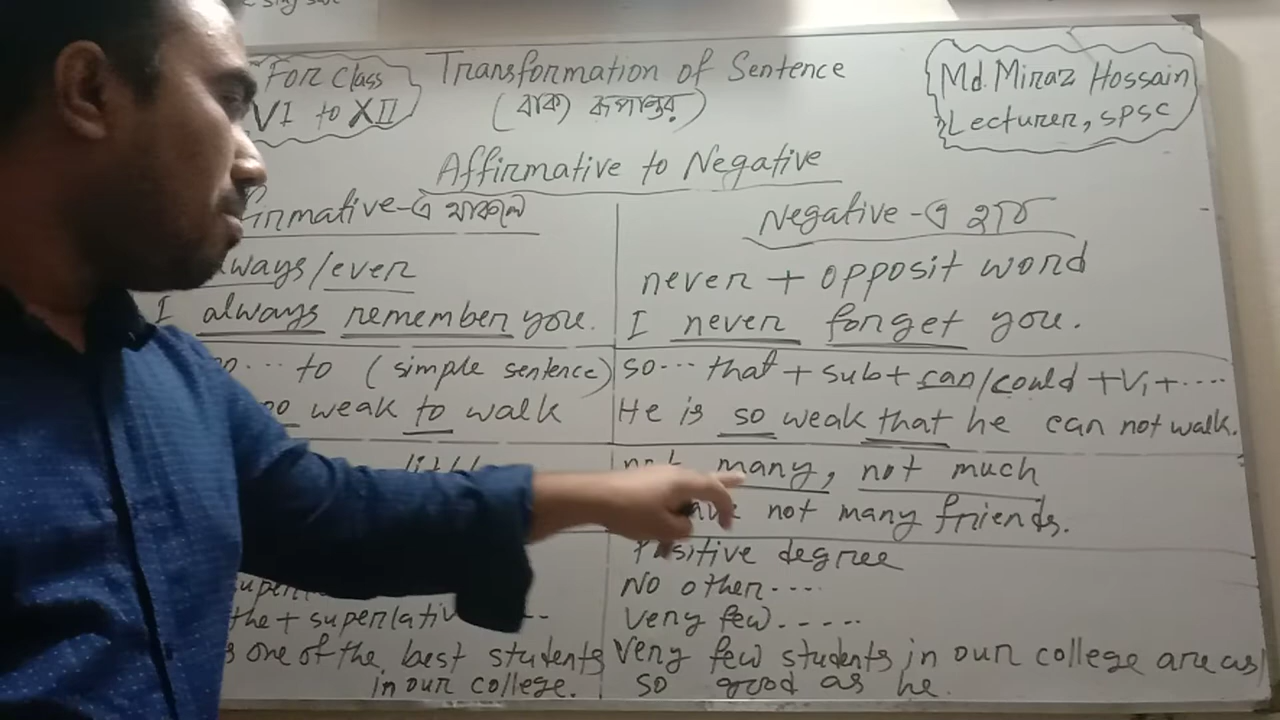 For class
VI to XII
Transformation of Sentence
(বাক্য রূপান্তর)
Md. Miraz Hossain
Lecturer, SPSC
Affirmative to Negative
-এ থাকলে
Negative-এ হবে
/ever
never + opposit word
I always remember you.
I never forget you.
to (simple sentence)
so... that + sub + can/could + V1 + ....
weak to walk
He is so weak that he can not walk.
not many, not much
not many friends.
Positive degree
No other....
the + superlative
Very few.....
one of the best students
in our college.
Very few students in our college are as/
so good as he.